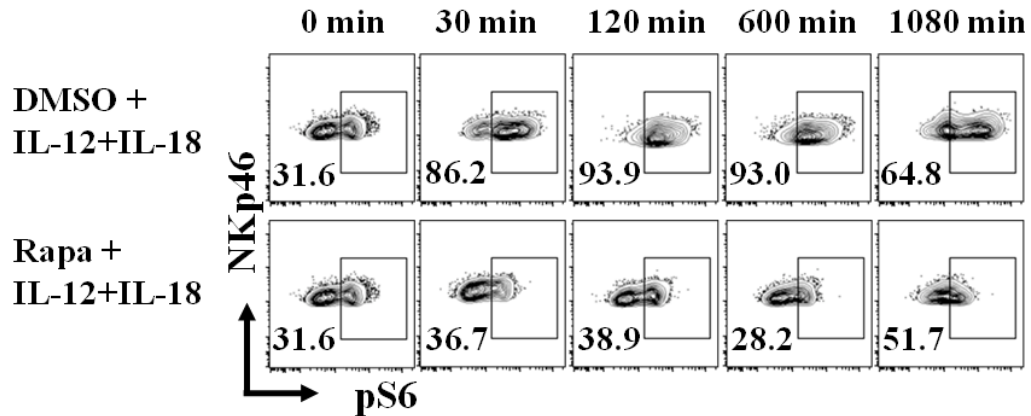 0 min 30 min 120 min 600 min 1080 min
DMSO +
IL-12+IL-18
31.6 86.2 93.9 93.0 64.8
Rapa +
IL-12+IL-18
31.6 36.7 38.9 28.2 51.7
NKp46
pS6